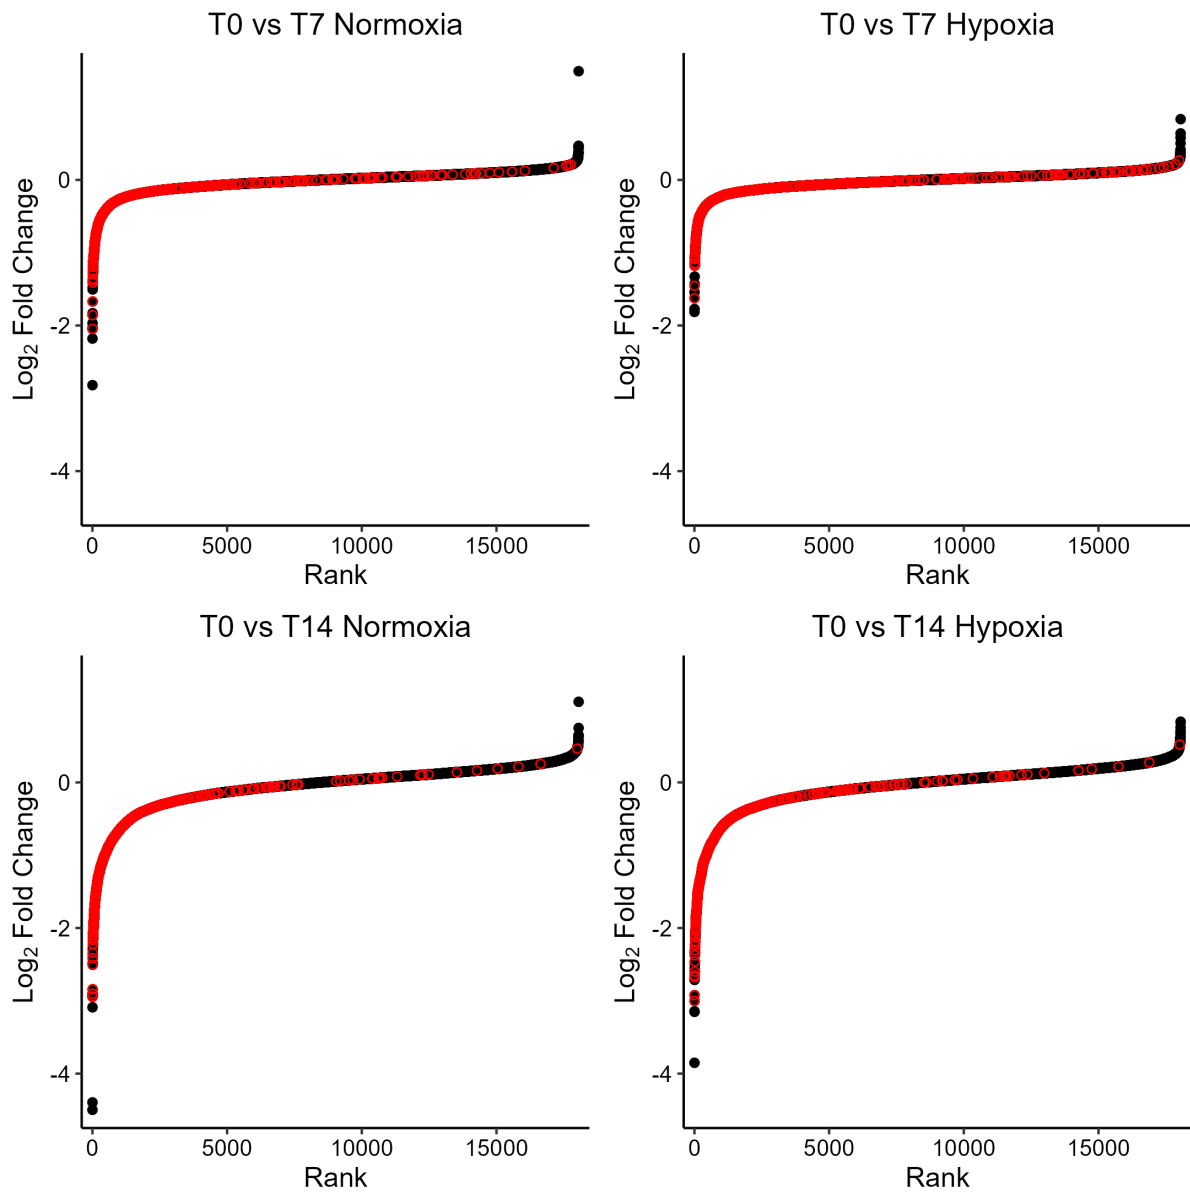 T0 vs T7 Normoxia
Log₂ Fold Change
0
-2
-4
0 5000 10000 15000
Rank
T0 vs T7 Hypoxia
Log₂ Fold Change
0
-2
-4
0 5000 10000 15000
Rank
T0 vs T14 Normoxia
Log₂ Fold Change
0
-2
-4
0 5000 10000 15000
Rank
T0 vs T14 Hypoxia
Log₂ Fold Change
0
-2
-4
0 5000 10000 15000
Rank